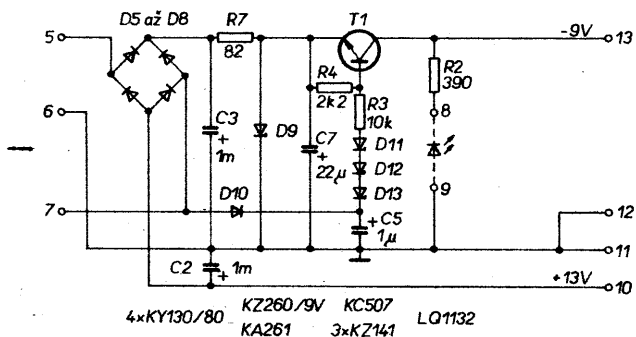 D5 až D8
R7
82
T1
-9V
13
5
R4
2k2
R2
390
R3
10k
8
C3
+
1m
D9
C7
+
22µ
D11
D12
D13
6
9
7
D10
+
C5
1µ
12
11
C2
+
1m
+13V
10
4×KY130/80
KZ260/9V
KC507
LQ1132
KA261
3×KZ141